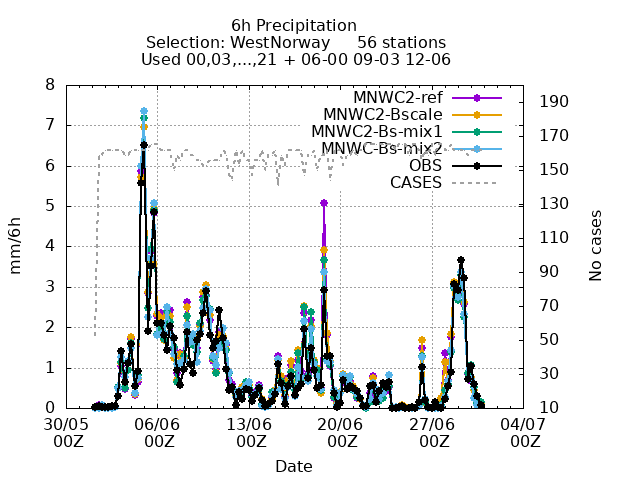 6h Precipitation
Selection: WestNorway 56 stations
Used 00,03,...,21 + 06-00 09-03 12-06
MNWC2-ref
MNWC2-Bscale
MNWC2-Bs-mix1
MNWC-Bs-mix2
OBS
CASES
mm/6h
8
7
6
5
4
3
2
1
0
No cases
190
170
150
130
110
90
70
50
30
10
30/05 06/06 13/06 20/06 27/06 04/07
00Z 00Z 00Z 00Z 00Z 00Z
Date